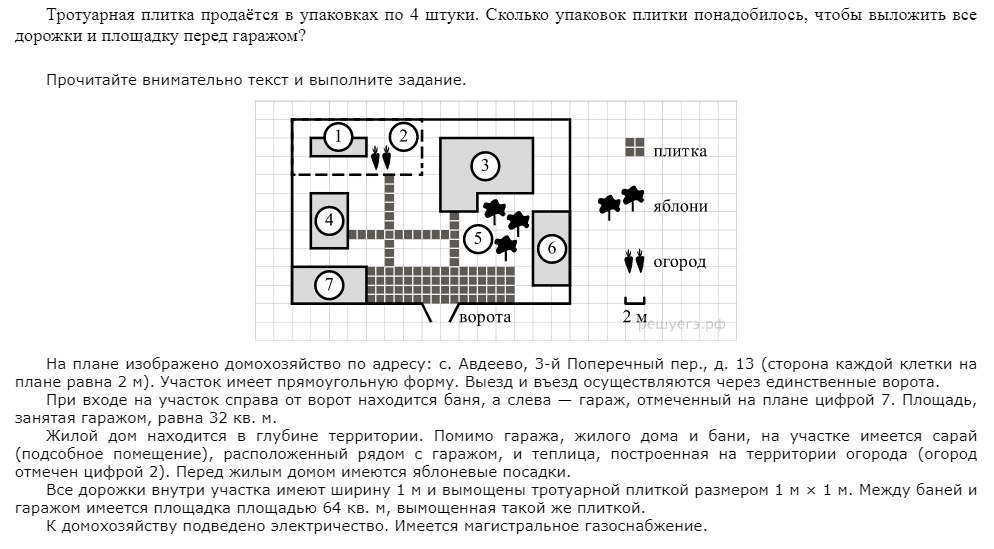 Тротуарная плитка продаётся в упаковках по 4 штуки. Сколько упаковок плитки понадобилось, чтобы выложить все
дорожки и площадку перед гаражом?
Прочитайте внимательно текст и выполните задание.
1
2
3
4
5
6
7
ворота
плитка
яблони
огород
2 м
решуегэ.рф
На плане изображено домохозяйство по адресу: с. Авдеево, 3-й Поперечный пер., д. 13 (сторона каждой клетки на
плане равна 2 м). Участок имеет прямоугольную форму. Выезд и въезд осуществляются через единственные ворота.
При входе на участок справа от ворот находится баня, а слева — гараж, отмеченный на плане цифрой 7. Площадь,
занятая гаражом, равна 32 кв. м.
Жилой дом находится в глубине территории. Помимо гаража, жилого дома и бани, на участке имеется сарай
(подсобное помещение), расположенный рядом с гаражом, и теплица, построенная на территории огорода (огород
отмечен цифрой 2). Перед жилым домом имеются яблоневые посадки.
Все дорожки внутри участка имеют ширину 1 м и вымощены тротуарной плиткой размером 1 м × 1 м. Между баней и
гаражом имеется площадка площадью 64 кв. м, вымощенная такой же плиткой.
К домохозяйству подведено электричество. Имеется магистральное газоснабжение.